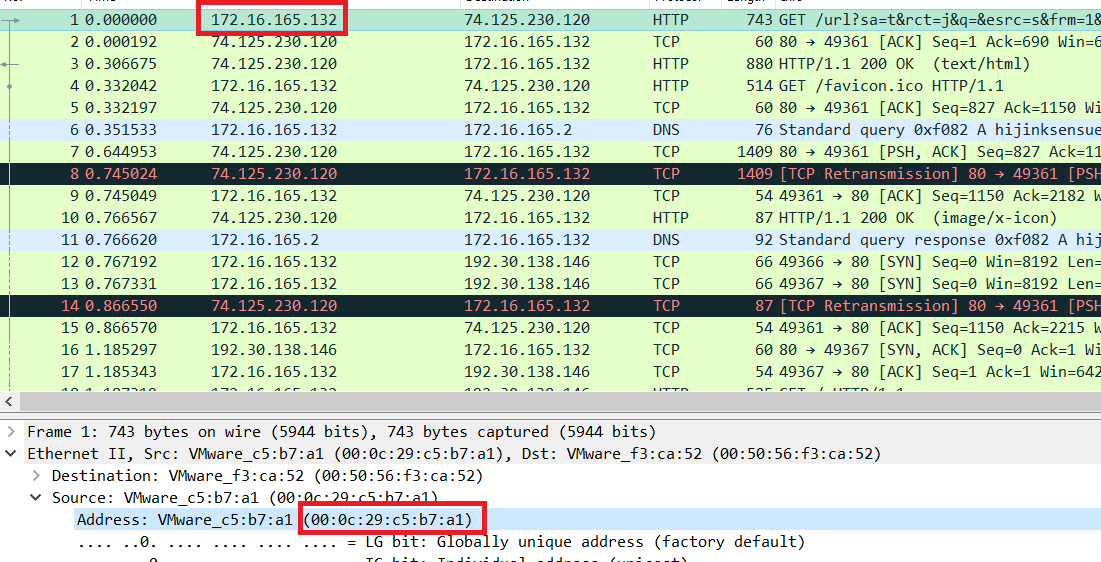 1 0.000000 172.16.165.132 74.125.230.120 HTTP 743 GET /url?sa=t&rct=j&q=&esrc=s&frm=1&
2 0.000192 74.125.230.120 172.16.165.132 TCP 60 80 → 49361 [ACK] Seq=1 Ack=690 Win=6
3 0.306675 74.125.230.120 172.16.165.132 HTTP 880 HTTP/1.1 200 OK (text/html)
4 0.332042 172.16.165.132 74.125.230.120 HTTP 514 GET /favicon.ico HTTP/1.1
5 0.332197 74.125.230.120 172.16.165.132 TCP 60 80 → 49361 [ACK] Seq=827 Ack=1150 Wi
6 0.351533 172.16.165.132 172.16.165.2 DNS 76 Standard query 0xf082 A hijinksensue
7 0.644953 74.125.230.120 172.16.165.132 TCP 1409 80 → 49361 [PSH, ACK] Seq=827 Ack=11
8 0.745024 74.125.230.120 172.16.165.132 TCP 1409 [TCP Retransmission] 80 → 49361 [PS
9 0.745049 172.16.165.132 74.125.230.120 TCP 54 49361 → 80 [ACK] Seq=1150 Ack=2182 W
10 0.766567 74.125.230.120 172.16.165.132 HTTP 87 HTTP/1.1 200 OK (image/x-icon)
11 0.766620 172.16.165.2 172.16.165.132 DNS 92 Standard query response 0xf082 A hij
12 0.767192 172.16.165.132 192.30.138.146 TCP 66 49366 → 80 [SYN] Seq=0 Win=8192 Len=
13 0.767331 172.16.165.132 192.30.138.146 TCP 66 49367 → 80 [SYN] Seq=0 Win=8192 Len=
14 0.866550 74.125.230.120 172.16.165.132 TCP 87 [TCP Retransmission] 80 → 49361 [PSH
15 0.866570 172.16.165.132 74.125.230.120 TCP 54 49361 → 80 [ACK] Seq=1150 Ack=2215 W
16 1.185297 192.30.138.146 172.16.165.132 TCP 60 80 → 49367 [SYN, ACK] Seq=0 Ack=1 Wi
17 1.185343 172.16.165.132 192.30.138.146 TCP 54 49367 → 80 [ACK] Seq=1 Ack=1 Win=642
Frame 1: 743 bytes on wire (5944 bits), 743 bytes captured (5944 bits)
Ethernet II, Src: VMware_c5:b7:a1 (00:0c:29:c5:b7:a1), Dst: VMware_f3:ca:52 (00:50:56:f3:ca:52)
Destination: VMware_f3:ca:52 (00:50:56:f3:ca:52)
Source: VMware_c5:b7:a1 (00:0c:29:c5:b7:a1)
Address: VMware_c5:b7:a1 (00:0c:29:c5:b7:a1)
.... ..0. .... .... .... .... = LG bit: Globally unique address (factory default)